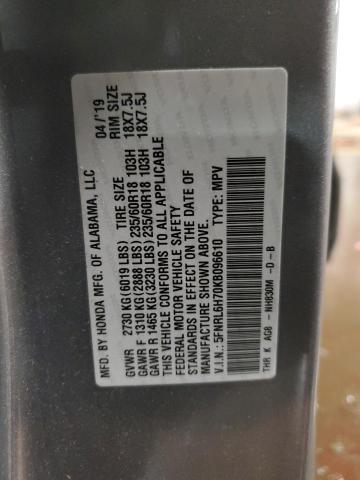 MFD. BY HONDA MFG. OF ALABAMA, LLC 04/'19
GVWR 2730 KG(6019 LBS) TIRE SIZE RIM SIZE
GAWR F 1310 KG(2888 LBS) 235/60R18 103H 18X7.5J
GAWR R 1465 KG(3230 LBS) 235/60R18 103H 18X7.5J
THIS VEHICLE CONFORMS TO ALL APPLICABLE
FEDERAL MOTOR VEHICLE SAFETY
STANDARDS IN EFFECT ON THE DATE OF
MANUFACTURE SHOWN ABOVE.
V.I.N.: 5FNRL6H70KB096610 TYPE: MPV
THR K AG8 - NH830M -D-B